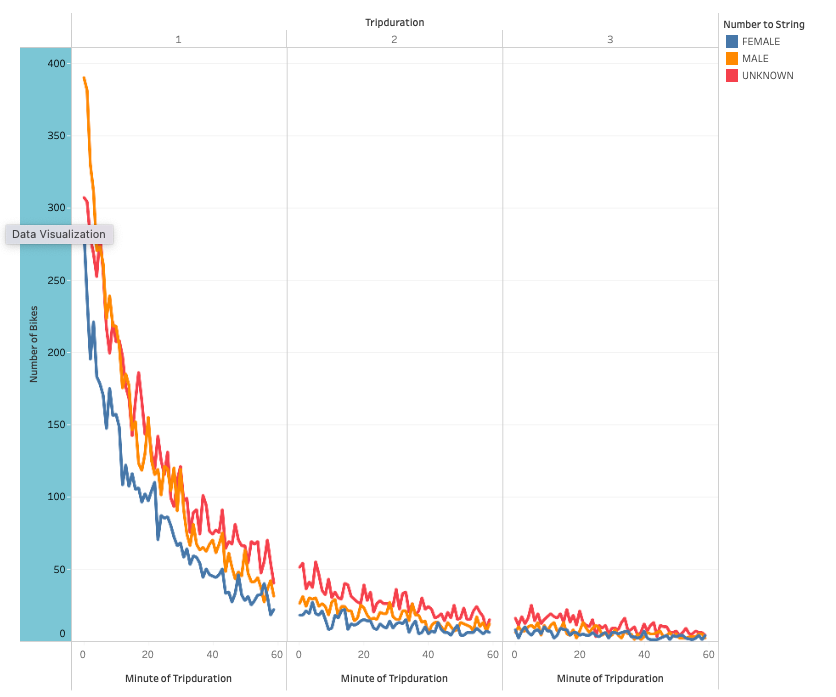 Tripduration
1 2 3
Number to String
FEMALE
MALE
UNKNOWN
400
350
300
Data Visualization
250
200
150
100
50
0
Number of Bikes
0 20 40 60 0 20 40 60 0 20 40 60
Minute of Tripduration Minute of Tripduration Minute of Tripduration